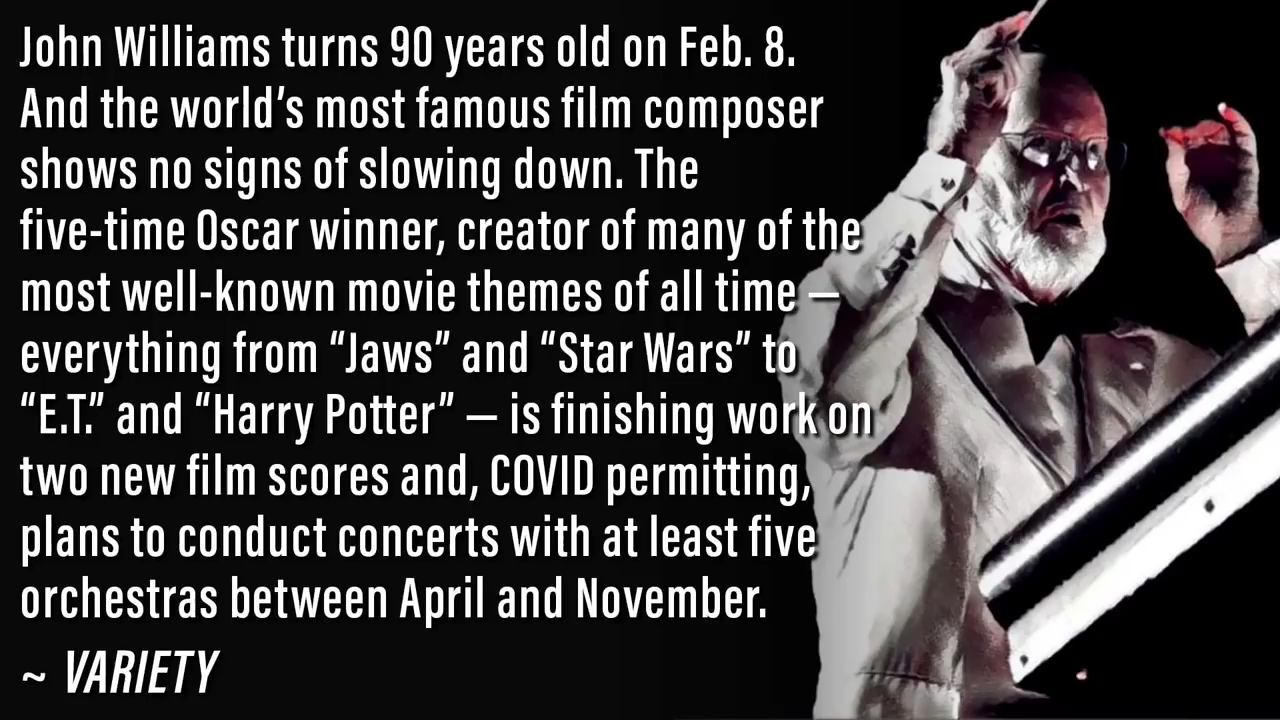 John Williams turns 90 years old on Feb. 8.
And the world’s most famous film composer
shows no signs of slowing down. The
five-time Oscar winner, creator of many of the
most well-known movie themes of all time —
everything from “Jaws” and “Star Wars” to
“E.T.” and “Harry Potter” — is finishing work on
two new film scores and, COVID permitting,
plans to conduct concerts with at least five
orchestras between April and November.
~ VARIETY